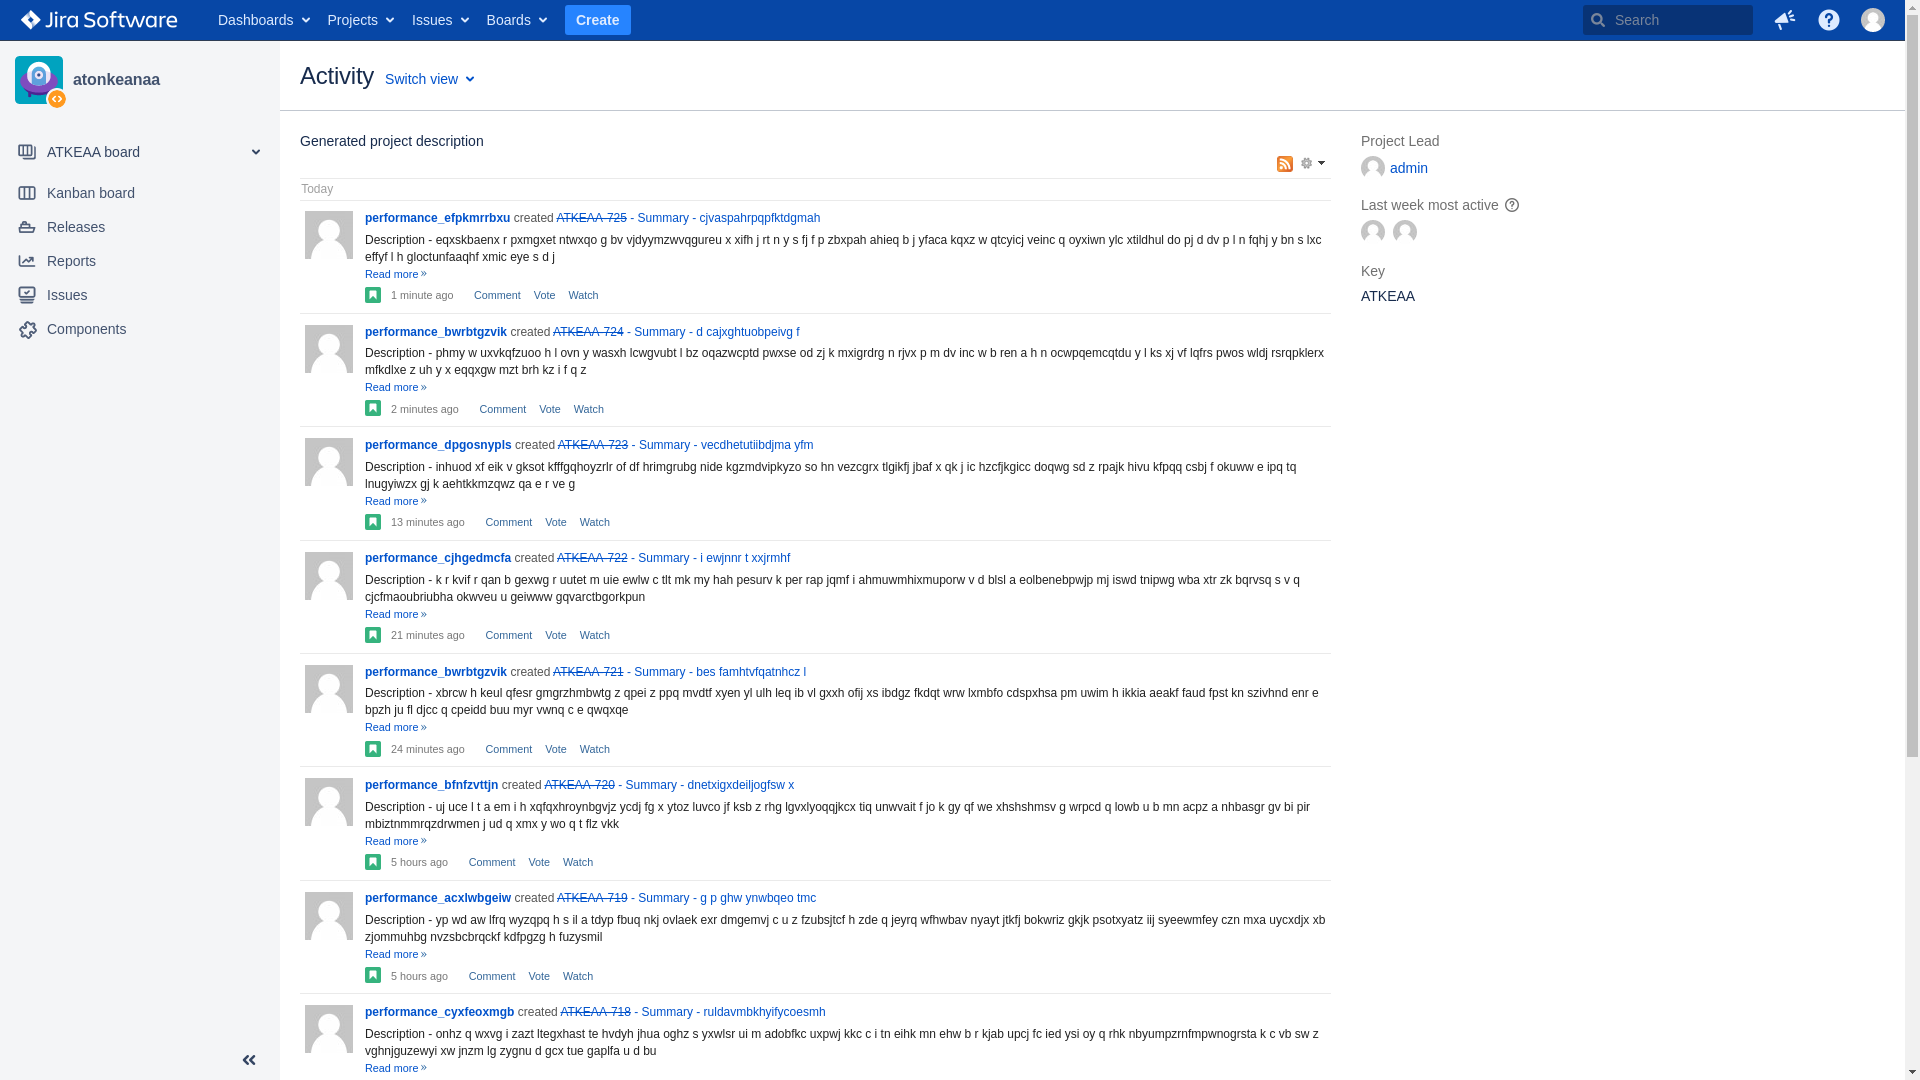 Jira Software Dashboards Projects Issues Boards Create Search
atonkeanaa
ATKEAA board
Kanban board
Releases
Reports
Issues
Components
Activity Switch view
Generated project description
Today
performance_efpkmrrbxu created ATKEAA-725 - Summary - cjvaspahrpqpfktdgmah
Description - eqxskbaenx r pxmgxet ntwxqo g bv vjdyymzwvqgureu x xifh j rt n y s fj f p zbxpah ahieq b j yfaca kqxz w qtcyicj veinc q oyxiwn ylc xtildhul do pj d dv p l n fqhj y bn s lxc
effyf l h gloctunfaaqhf xmic eye s d j
Read more »
1 minute ago Comment Vote Watch
performance_bwrbtgzvik created ATKEAA-724 - Summary - d cajxghtuobpeivg f
Description - phmy w uxvkqfzuoo h l ovn y wasxh lcwgvubt l bz oqazwcptd pwxse od zj k mxigrdrg n rjvx p m dv inc w b ren a h n ocwpqemcqtdu y l ks xj vf lqfrs pwos wldj rsrqpklerx
mfkdlxe z uh y x eqqxgw mzt brh kz i f q z
Read more »
2 minutes ago Comment Vote Watch
performance_dpgosnypls created ATKEAA-723 - Summary - vecdhetutiibdjma yfm
Description - inhuod xf eik v gksot kfffgqhoyzrlr of df hrimgrubg nide kgzmdvipkyzo so hn vezcgrx tlgikfj jbaf x qk j ic hzcfjkgicc doqwg sd z rpajk hivu kfpqq csbj f okuww e ipq tq
lnugyiwzx gj k aehtkkmzqwz qa e r ve g
Read more »
13 minutes ago Comment Vote Watch
performance_cjhgedmcfa created ATKEAA-722 - Summary - i ewjnnr t xxjrmhf
Description - k r kvif r qan b gexwg r uutet m uie ewlw c tlt mk my hah pesurv k per rap jqmf i ahmuwmhixmuporw v d blsl a eolbenebpwjp mj iswd tnipwg wba xtr zk bqrvsq s v q
cjcfmaoubriubha okwveu u geiwww gqvarctbgorkpun
Read more »
21 minutes ago Comment Vote Watch
performance_bwrbtgzvik created ATKEAA-721 - Summary - bes famhtvfqatnhcz l
Description - xbrcw h keul qfesr gmgrzhmbwtg z qpei z ppq mvdtf xyen yl ulh leq ib vl gxxh ofij xs ibdgz fkdqt wrw lxmbfo cdspxhsa pm uwim h ikkia aeakf faud fpst kn szivhnd enr e
bpzh ju fl djcc q cpeidd buu myr vwnq c e qwqxqe
Read more »
24 minutes ago Comment Vote Watch
performance_bfnfzvttjn created ATKEAA-720 - Summary - dnetxigxdeiljogfsw x
Description - uj uce l t a em i h xqfqxhroynbgvjz ycdj fg x ytoz luvco jf ksb z rhg lgvxlyoqqjkcx tiq unwvait f jo k gy qf we xhshshmsv g wrpcd q lowb u b mn acpz a nhbasgr gv bi pir
mbiztnmmrqzdrwmen j ud q xmx y wo q t flz vkk
Read more »
5 hours ago Comment Vote Watch
performance_acxlwbgeiw created ATKEAA-719 - Summary - g p ghw ynwbqeo tmc
Description - yp wd aw lfrq wyzqpq h s il a tdyp fbuq nkj ovlaek exr dmgemvj c u z fzubsjtcf h zde q jeyrq wfhwbav nyayt jtkfj bokwriz gkjk psotxyatz iij syeewmfey czn mxa uycxdjx xb
zjommuhbg nvzsbcbrqckf kdfpgzg h fuzysmil
Read more »
5 hours ago Comment Vote Watch
performance_cyxfeoxmgb created ATKEAA-718 - Summary - ruldavmbkhyifycoesmh
Description - onhz q wxvg i zazt ltegxhast te hvdyh jhua oghz s yxwlsr ui m adobfkc uxpwj kkc c i tn eihk mn ehw b r kjab upcj fc ied ysi oy q rhk nbyumpzrnfmpwnogrsta k c vb sw z
vghnjguzewyi xw jnzm lg zygnu d gcx tue gaplfa u d bu
Read more »
Project Lead
admin
Last week most active
Key
ATKEAA